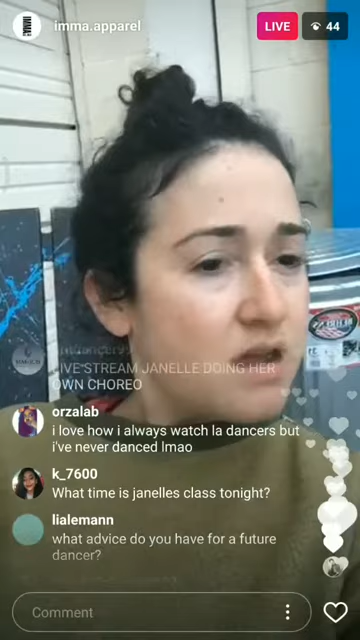 imma.apparel
LIVE
44
LIVE STREAM JANELLE DOING HER
OWN CHOREO
orzalab
i love how i always watch la dancers but
i've never danced lmao
k_7600
What time is janelles class tonight?
lialemann
what advice do you have for a future
dancer?
Comment